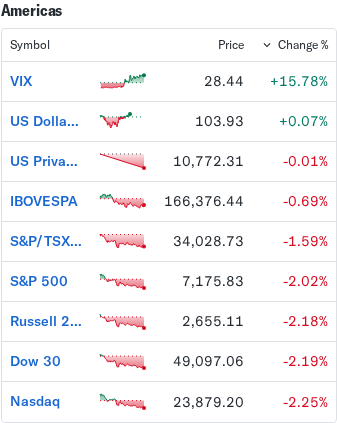 Americas
Symbol Price Change %
VIX 28.44 +15.78%
US Dolla... 103.93 +0.07%
US Priva... 10,772.31 -0.01%
IBOVESPA 166,376.44 -0.69%
S&P/TSX... 34,028.73 -1.59%
S&P 500 7,175.83 -2.02%
Russell 2... 2,655.11 -2.18%
Dow 30 49,097.06 -2.19%
Nasdaq 23,879.20 -2.25%